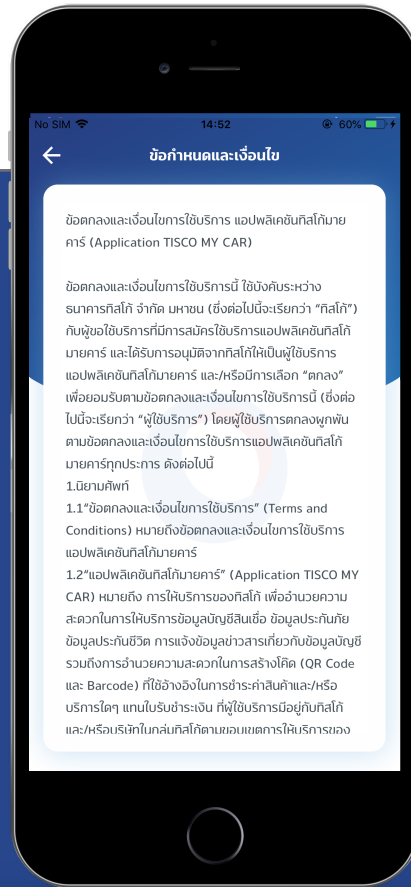 No SIM 14:52 60%
ข้อกำหนดและเงื่อนไข
ข้อตกลงและเงื่อนไขการใช้บริการ แอปพลิเคชันทิสโก้มาย
คาร์ (Application TISCO MY CAR)
ข้อตกลงและเงื่อนไขการใช้บริการนี้ ใช้บังคับระหว่าง
ธนาคารทิสโก้ จำกัด มหาชน (ซึ่งต่อไปนี้จะเรียกว่า “ทิสโก้”)
กับผู้ขอใช้บริการที่มีการสมัครใช้บริการแอปพลิเคชันทิสโก้
มายคาร์ และได้รับการอนุมัติจากทิสโก้ให้เป็นผู้ใช้บริการ
แอปพลิเคชันทิสโก้มายคาร์ และ/หรือมีการเลือก “ตกลง”
เพื่อยอมรับตามข้อตกลงและเงื่อนไขการใช้บริการนี้ (ซึ่งต่อ
ไปนี้จะเรียกว่า “ผู้ใช้บริการ”) โดยผู้ใช้บริการตกลงผูกพัน
ตามข้อตกลงและเงื่อนไขการใช้บริการแอปพลิเคชันทิสโก้
มายคาร์ทุกประการ ดังต่อไปนี้
1.นิยามศัพท์
1.1“ข้อตกลงและเงื่อนไขการใช้บริการ” (Terms and
Conditions) หมายถึงข้อตกลงและเงื่อนไขการใช้บริการ
แอปพลิเคชันทิสโก้มายคาร์
1.2“แอปพลิเคชันทิสโก้มายคาร์” (Application TISCO MY
CAR) หมายถึง การให้บริการของทิสโก้ เพื่ออำนวยความ
สะดวกในการให้บริการข้อมูลบัญชีสินเชื่อ ข้อมูลประกันภัย
ข้อมูลประกันชีวิต การแจ้งข้อมูลข่าวสารเกี่ยวกับข้อมูลบัญชี
รวมถึงการอำนวยความสะดวกในการสร้างโค๊ด (QR Code
และ Barcode) ที่ใช้อ้างอิงในการชำระค่าสินค้าและ/หรือ
บริการใดๆ แทนใบรับชำระเงิน ที่ผู้ใช้บริการมีอยู่กับทิสโก้
และ/หรือบริษัทในกลุ่มทิสโก้ตามขอบเขตการให้บริการของ